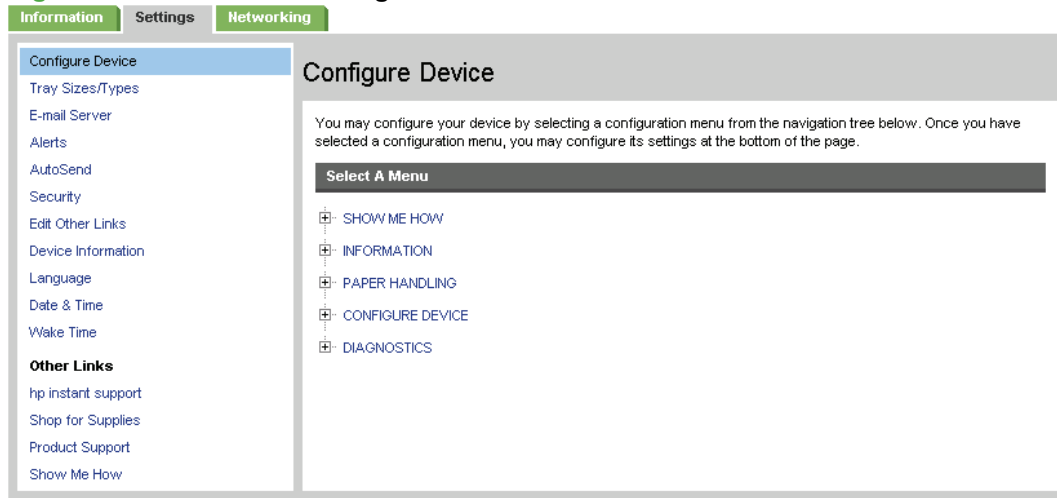 Information Settings Networking
Configure Device
Tray Sizes/Types
E-mail Server
Alerts
AutoSend
Security
Edit Other Links
Device Information
Language
Date & Time
Wake Time
Other Links
hp instant support
Shop for Supplies
Product Support
Show Me How
Configure Device
You may configure your device by selecting a configuration menu from the navigation tree below. Once you have
selected a configuration menu, you may configure its settings at the bottom of the page.
Select A Menu
SHOW ME HOW
INFORMATION
PAPER HANDLING
CONFIGURE DEVICE
DIAGNOSTICS